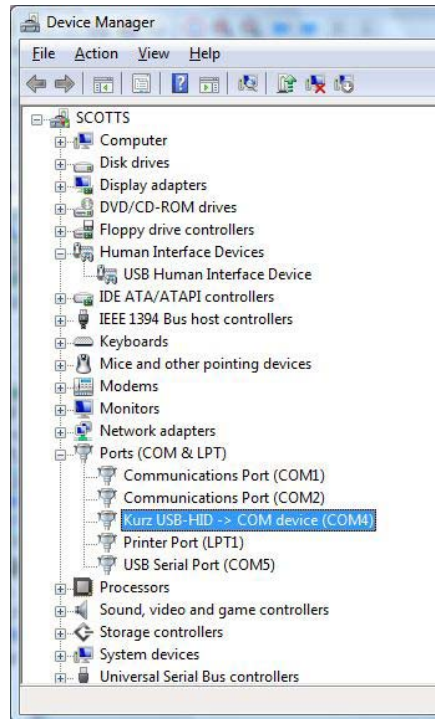 Device Manager
File Action View Help
SCOTTS
Computer
Disk drives
Display adapters
DVD/CD-ROM drives
Floppy drive controllers
Human Interface Devices
USB Human Interface Device
IDE ATA/ATAPI controllers
IEEE 1394 Bus host controllers
Keyboards
Mice and other pointing devices
Modems
Monitors
Network adapters
Ports (COM & LPT)
Communications Port (COM1)
Communications Port (COM2)
Kurz USB-HID -> COM device (COM4)
Printer Port (LPT1)
USB Serial Port (COM5)
Processors
Sound, video and game controllers
Storage controllers
System devices
Universal Serial Bus controllers